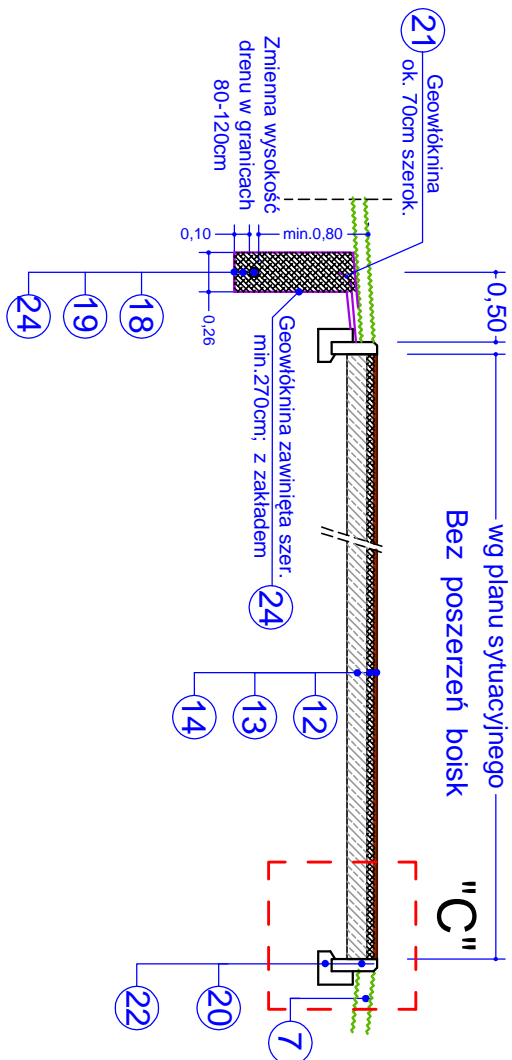 wg planu sytuacyjnego
Bez poszerzeń boisk
"C"
0,50
21
Geowłóknina
ok. 70cm szerok.
min.0,80
0,10
0,26
Zmienna wysokość
drenu w granicach
80-120cm
18
19
24
Geowłóknina zawinięta szer.
min.270cm; z zakładem
24
12
13
14
7
20
22